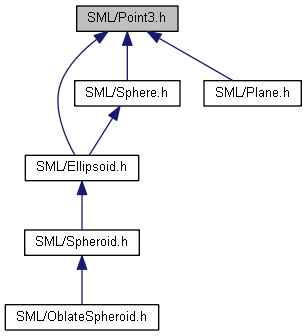 SML/Point3.h
SML/Sphere.h
SML/Plane.h
SML/Ellipsoid.h
SML/Spheroid.h
SML/OblateSpheroid.h